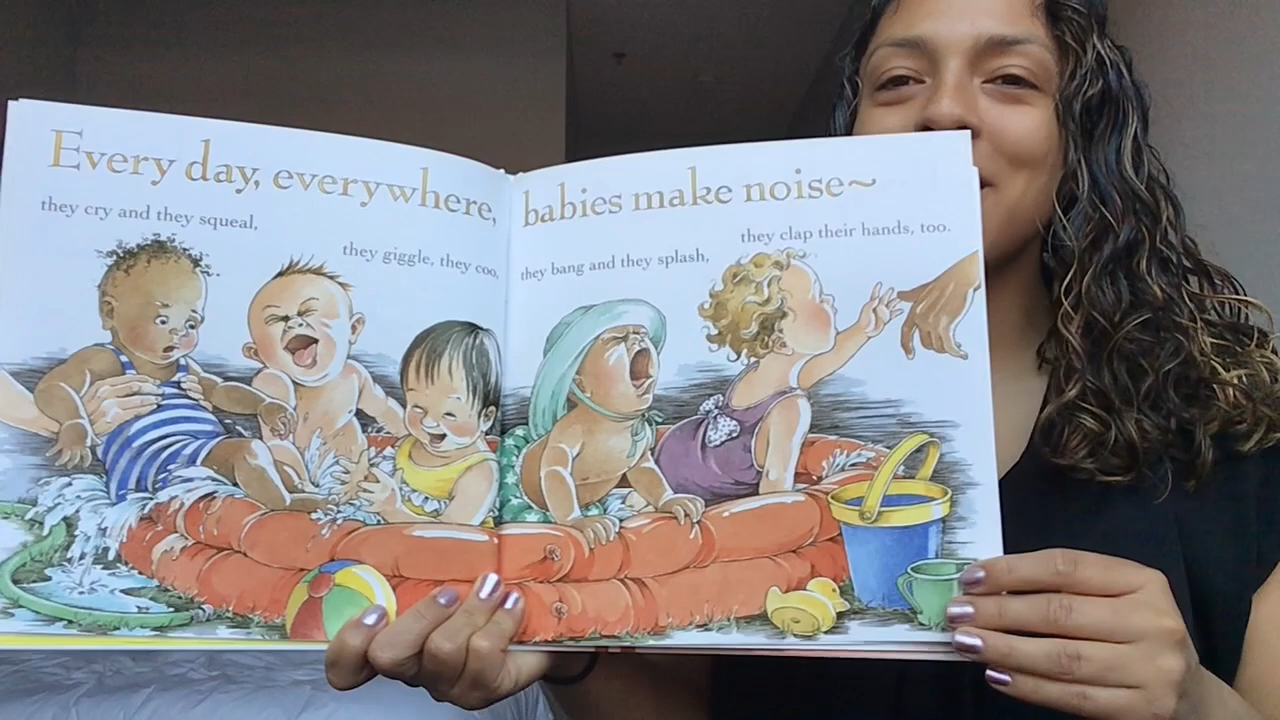 Every day, everywhere, babies make noise~
they cry and they squeal,
they giggle, they coo,
they bang and they splash,
they clap their hands, too.